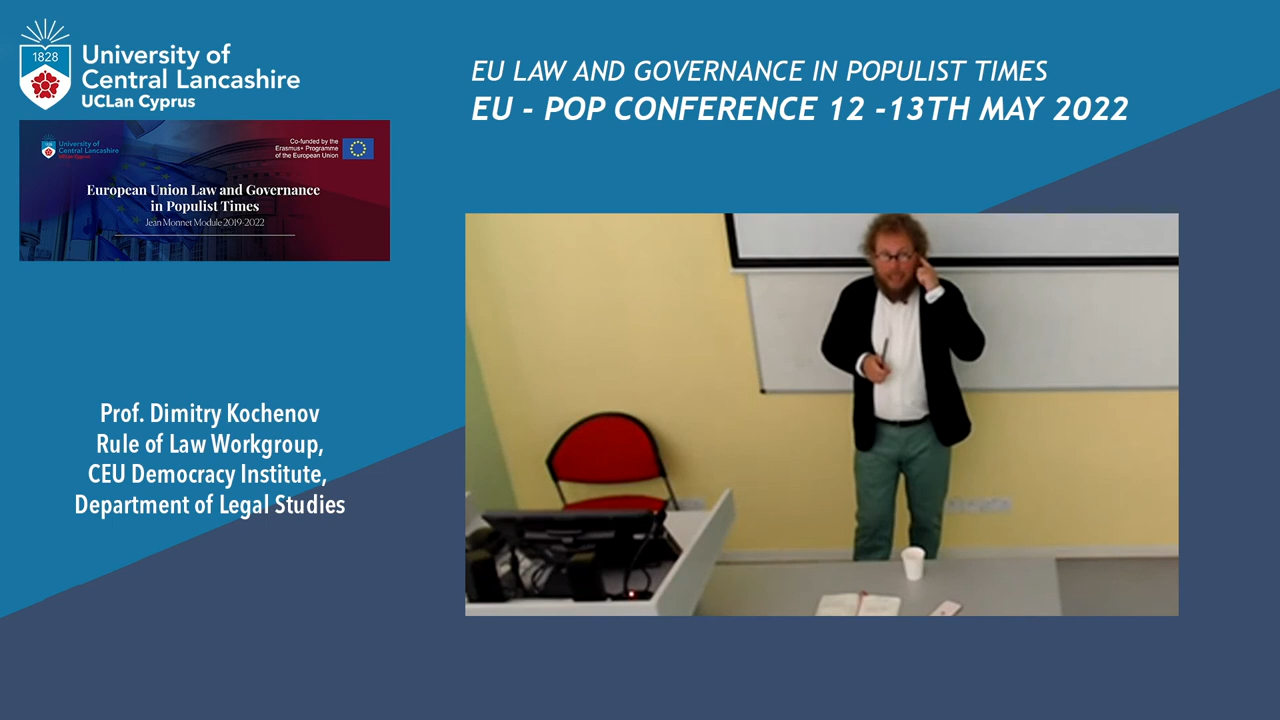 1828
University of
Central Lancashire
UCLan Cyprus
EU LAW AND GOVERNANCE IN POPULIST TIMES
EU - POP CONFERENCE 12 -13TH MAY 2022
University of
Central Lancashire
UCLan Cyprus
Co-funded by the
Erasmus+ Programme
of the European Union
European Union Law and Governance
in Populist Times
Jean Monnet Module 2019-2022
Prof. Dimitry Kochenov
Rule of Law Workgroup,
CEU Democracy Institute,
Department of Legal Studies